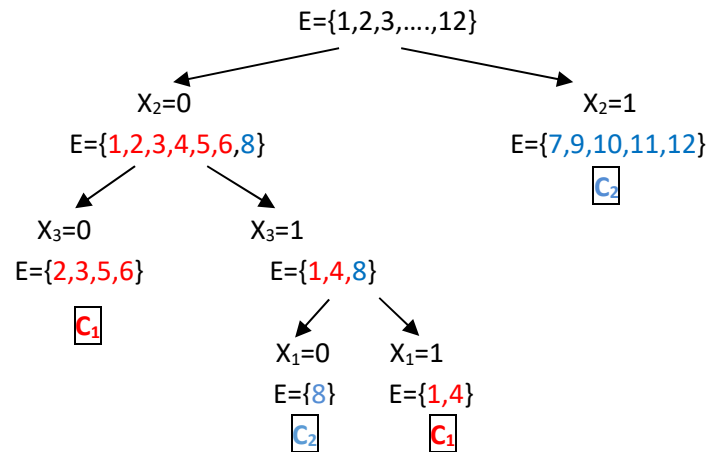 E={1,2,3,....,12}
X₂=0 X₂=1
E={1,2,3,4,5,6,8} E={7,9,10,11,12}
C₂
X₃=0 X₃=1
E={2,3,5,6} E={1,4,8}
C₁
X₁=0 X₁=1
E={8} E={1,4}
C₂ C₁